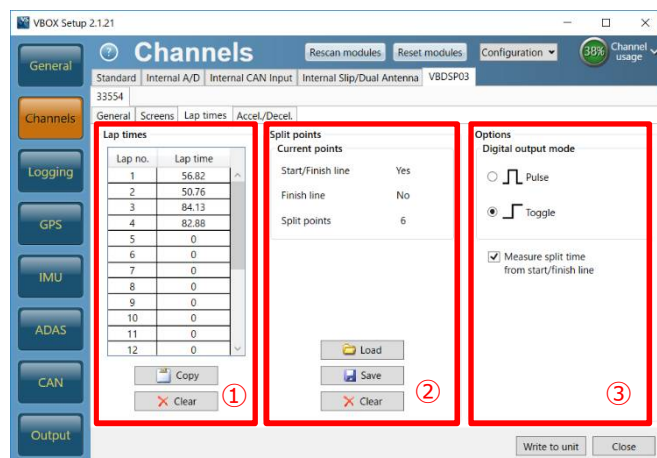 VBOX Setup 2.1.21
General
Channels
Logging
GPS
IMU
ADAS
CAN
Output
? Channels Rescan modules Reset modules Configuration 38% Channel usage
Standard Internal A/D Internal CAN Input Internal Slip/Dual Antenna VBDSP03
33554
General Screens Lap times Accel./Decel.
Lap times
Lap no. Lap time
1 56.82
2 50.76
3 84.13
4 82.88
5 0
6 0
7 0
8 0
9 0
10 0
11 0
12 0
Copy
Clear
①
Split points
Current points
Start/Finish line Yes
Finish line No
Split points 6
Load
Save
Clear
②
Options
Digital output mode
Pulse
Toggle
Measure split time
from start/finish line
③
Write to unit Close